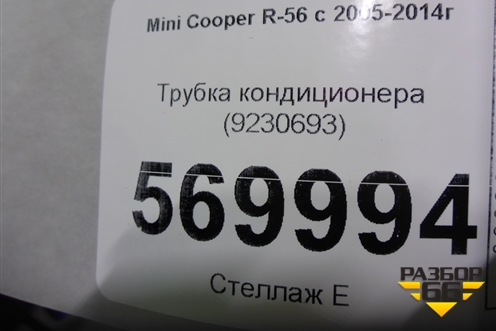 Mini Cooper R-56 с 2005-2014г
Трубка кондиционера
(9230693)
569994
Стеллаж Е
РАЗБОР
66